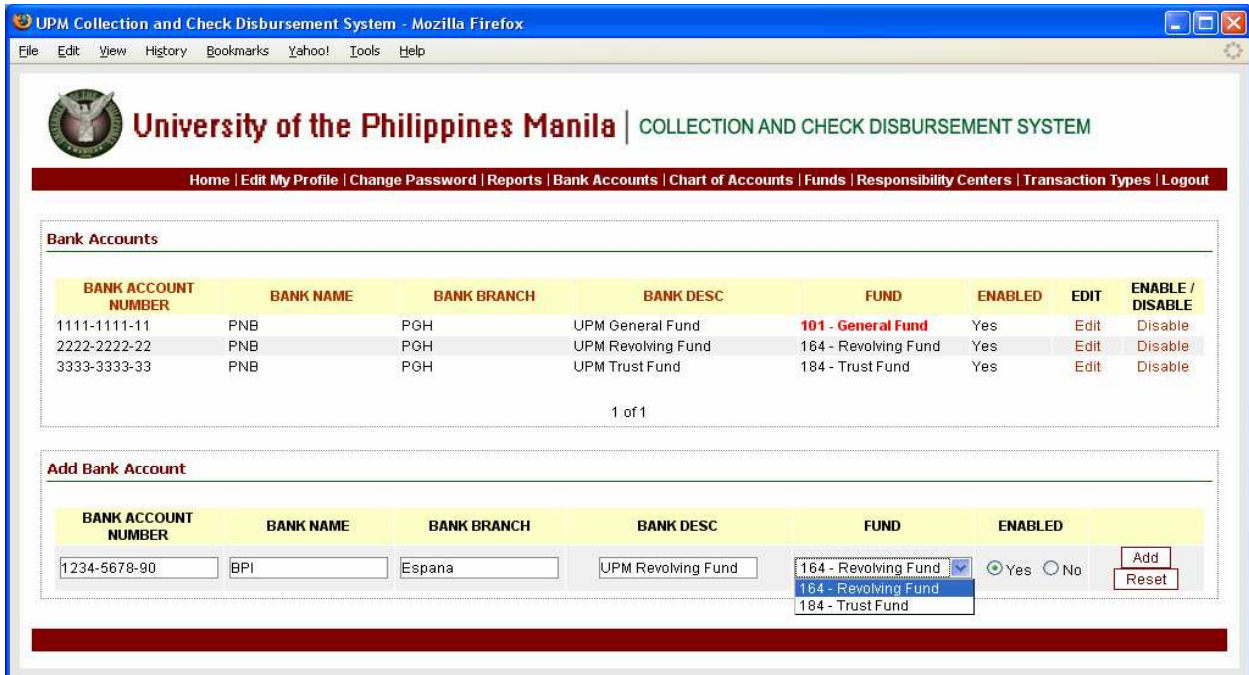 UPM Collection and Check Disbursement System - Mozilla Firefox
File Edit View History Bookmarks Yahoo! Tools Help
University of the Philippines Manila | COLLECTION AND CHECK DISBURSEMENT SYSTEM
Home | Edit My Profile | Change Password | Reports | Bank Accounts | Chart of Accounts | Funds | Responsibility Centers | Transaction Types | Logout
Bank Accounts
BANK ACCOUNT NUMBER BANK NAME BANK BRANCH BANK DESC FUND ENABLED EDIT ENABLE / DISABLE
1111-1111-11 PNB PGH UPM General Fund 101 - General Fund Yes Edit Disable
2222-2222-22 PNB PGH UPM Revolving Fund 164 - Revolving Fund Yes Edit Disable
3333-3333-33 PNB PGH UPM Trust Fund 184 - Trust Fund Yes Edit Disable
1 of 1
Add Bank Account
BANK ACCOUNT NUMBER BANK NAME BANK BRANCH BANK DESC FUND ENABLED
1234-5678-90 BPI Espana UPM Revolving Fund 164 - Revolving Fund Yes No Add
Reset
164 - Revolving Fund
184 - Trust Fund